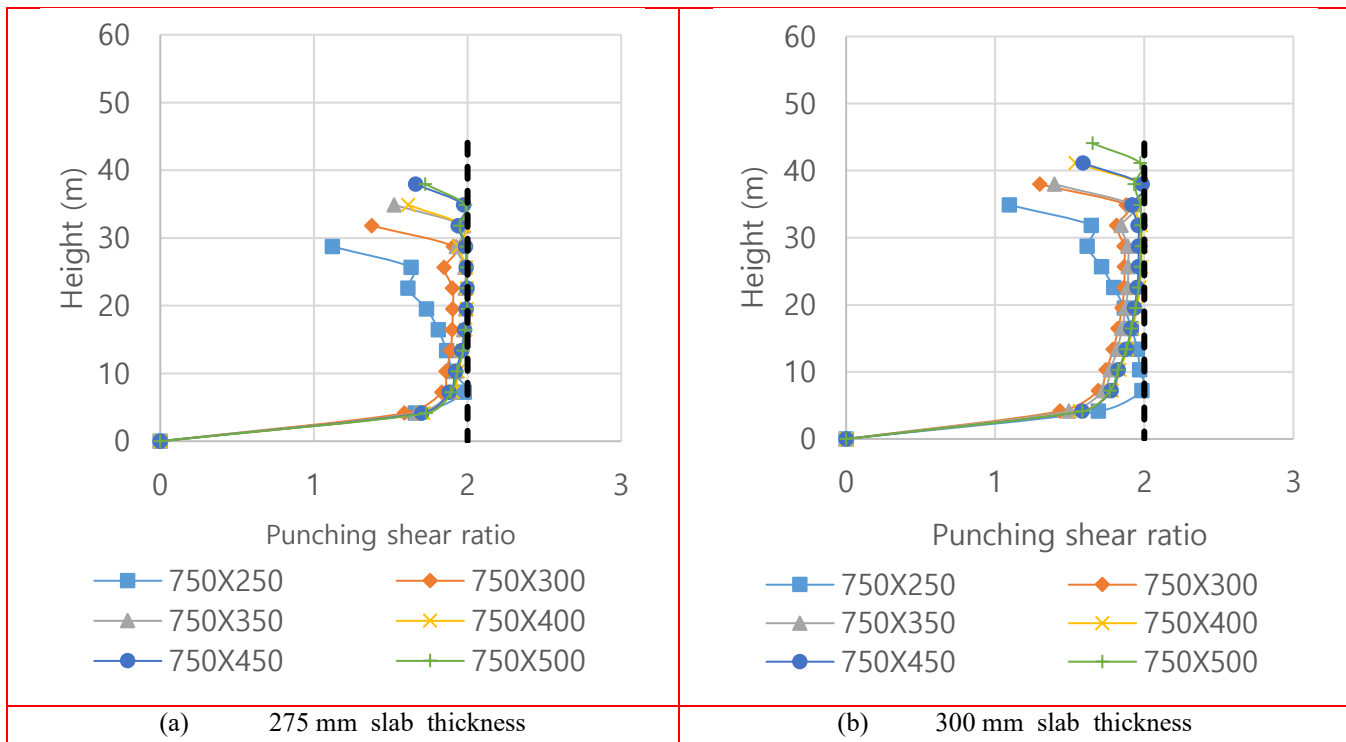 60
50
40
30
20
10
0
0 1 2 3
Height (m)
Punching shear ratio
750X250 750X300
750X350 750X400
750X450 750X500
(a) 275 mm slab thickness
60
50
40
30
20
10
0
0 1 2 3
Height (m)
Punching shear ratio
750X250 750X300
750X350 750X400
750X450 750X500
(b) 300 mm slab thickness